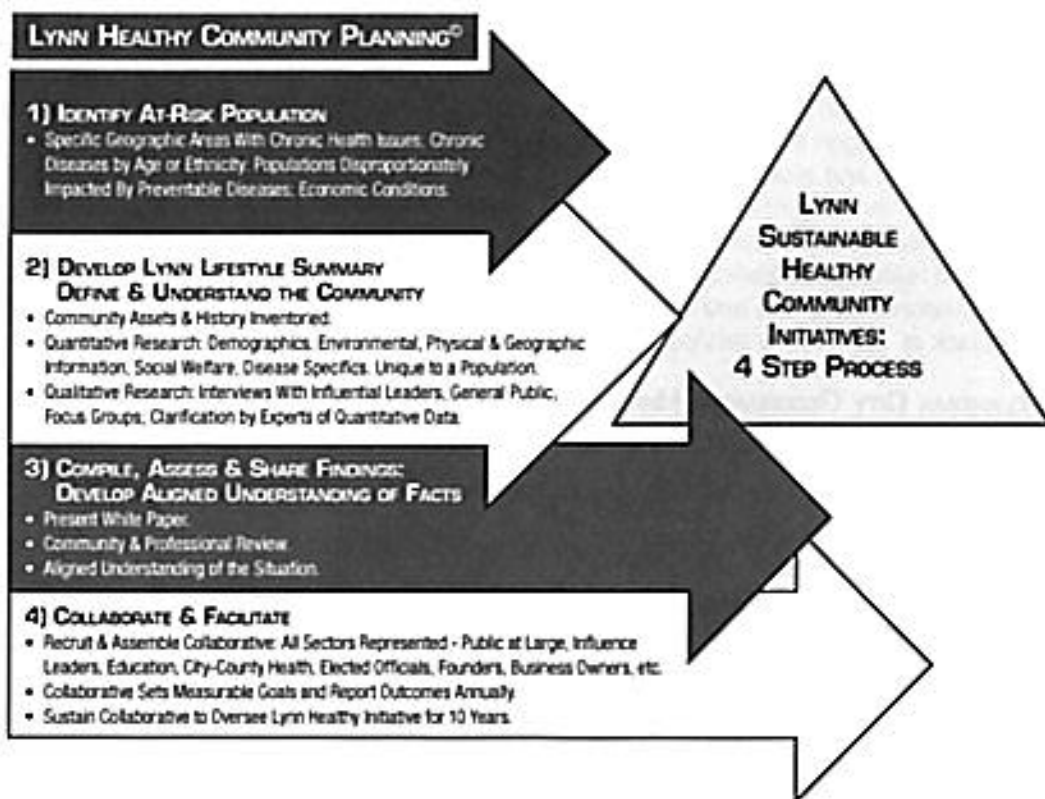 LYNN HEALTHY COMMUNITY PLANNING©
1) IDENTIFY AT-RISK POPULATION
• Specific Geographic Areas With Chronic Health Issues; Chronic
Diseases by Age or Ethnicity; Populations Disproportionately
Impacted By Preventable Diseases; Economic Conditions.
2) DEVELOP LYNN LIFESTYLE SUMMARY
DEFINE & UNDERSTAND THE COMMUNITY
• Community Assets & History Inventoried.
• Quantitative Research: Demographics, Environmental, Physical & Geographic
Information, Social Welfare, Disease Specifics, Unique to a Population.
• Qualitative Research: Interviews With Influential Leaders, General Public,
Focus Groups, Clarification by Experts of Quantitative Data.
3) COMPILE, ASSESS & SHARE FINDINGS:
DEVELOP ALIGNED UNDERSTANDING OF FACTS
• Present White Paper.
• Community & Professional Review.
• Aligned Understanding of the Situation.
4) COLLABORATE & FACILITATE
• Recruit & Assemble Collaborative: All Sectors Represented - Public at Large, Influence
Leaders, Education, City-County Health, Elected Officials, Founders, Business Owners, etc.
• Collaborative Sets Measurable Goals and Report Outcomes Annually.
• Sustain Collaborative to Oversee Lynn Healthy Initiative for 10 Years.
LYNN
SUSTAINABLE
HEALTHY
COMMUNITY
INITIATIVES:
4 STEP PROCESS